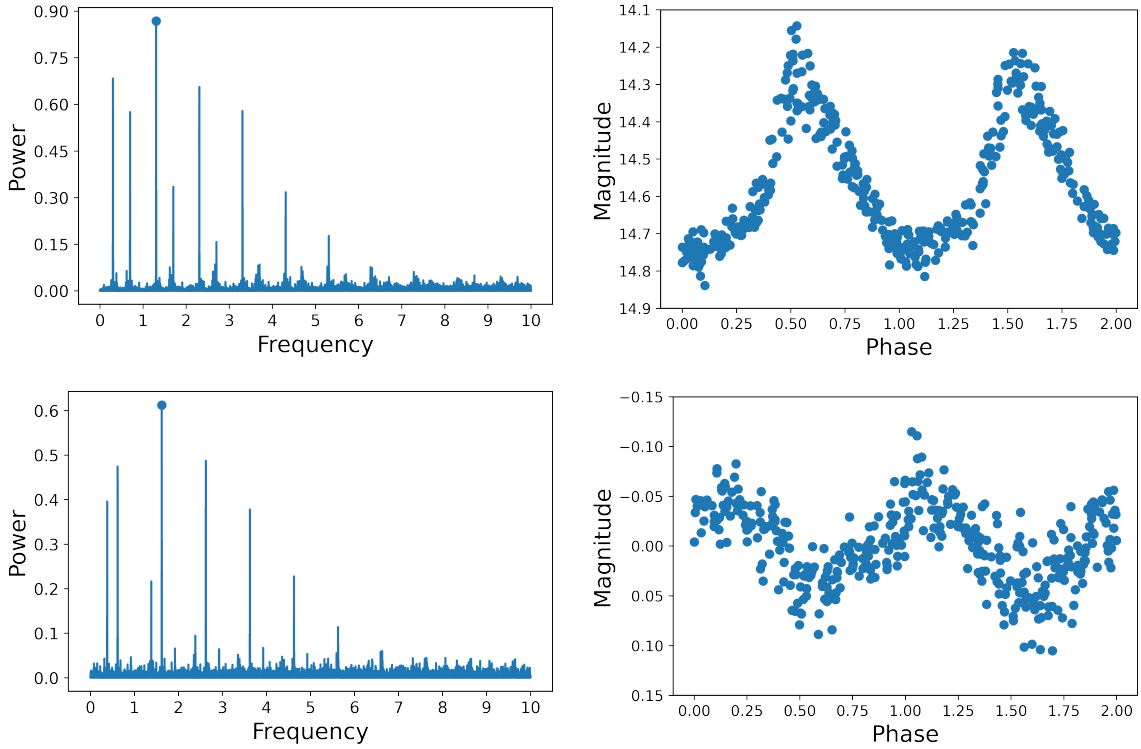 0.90
0.75
0.60
0.45
0.30
0.15
0.00
Power
0 1 2 3 4 5 6 7 8 9 10
Frequency
14.1
14.2
14.3
14.4
14.5
14.6
14.7
14.8
14.9
Magnitude
0.00 0.25 0.50 0.75 1.00 1.25 1.50 1.75 2.00
Phase
0.6
0.5
0.4
0.3
0.2
0.1
0.0
Power
0 1 2 3 4 5 6 7 8 9 10
Frequency
−0.15
−0.10
−0.05
0.00
0.05
0.10
0.15
Magnitude
0.00 0.25 0.50 0.75 1.00 1.25 1.50 1.75 2.00
Phase